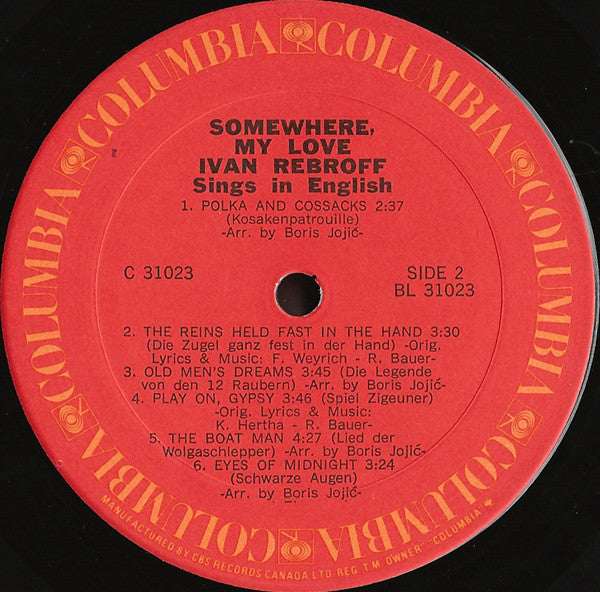 COLUMBIA COLUMBIA COLUMBIA COLUMBIA COLUMBIA COLUMBIA
SOMEWHERE,
MY LOVE
IVAN REBROFF
Sings in English
1. POLKA AND COSSACKS 2:37
(Kosakenpatrouille)
-Arr. by Boris Jojić-
C 31023
SIDE 2
BL 31023
2. THE REINS HELD FAST IN THE HAND 3:30
(Die Zugel ganz fest in der Hand) -Orig.
Lyrics & Music: F. Weyrich - R. Bauer-
3. OLD MEN'S DREAMS 3:45 (Die Legende
von den 12 Raubern) -Arr. by Boris Jojić-
4. PLAY ON, GYPSY 3:46 (Spiel Zigeuner)
-Orig. Lyrics & Music:
K. Hertha - R. Bauer-
5. THE BOAT MAN 4:27 (Lied der
Wolgaschlepper) -Arr. by Boris Jojić-
6. EYES OF MIDNIGHT 3:24
(Schwarze Augen)
-Arr. by Boris Jojić-
MANUFACTURED BY CBS RECORDS CANADA LTD. REG. T.M. OWNER "COLUMBIA"